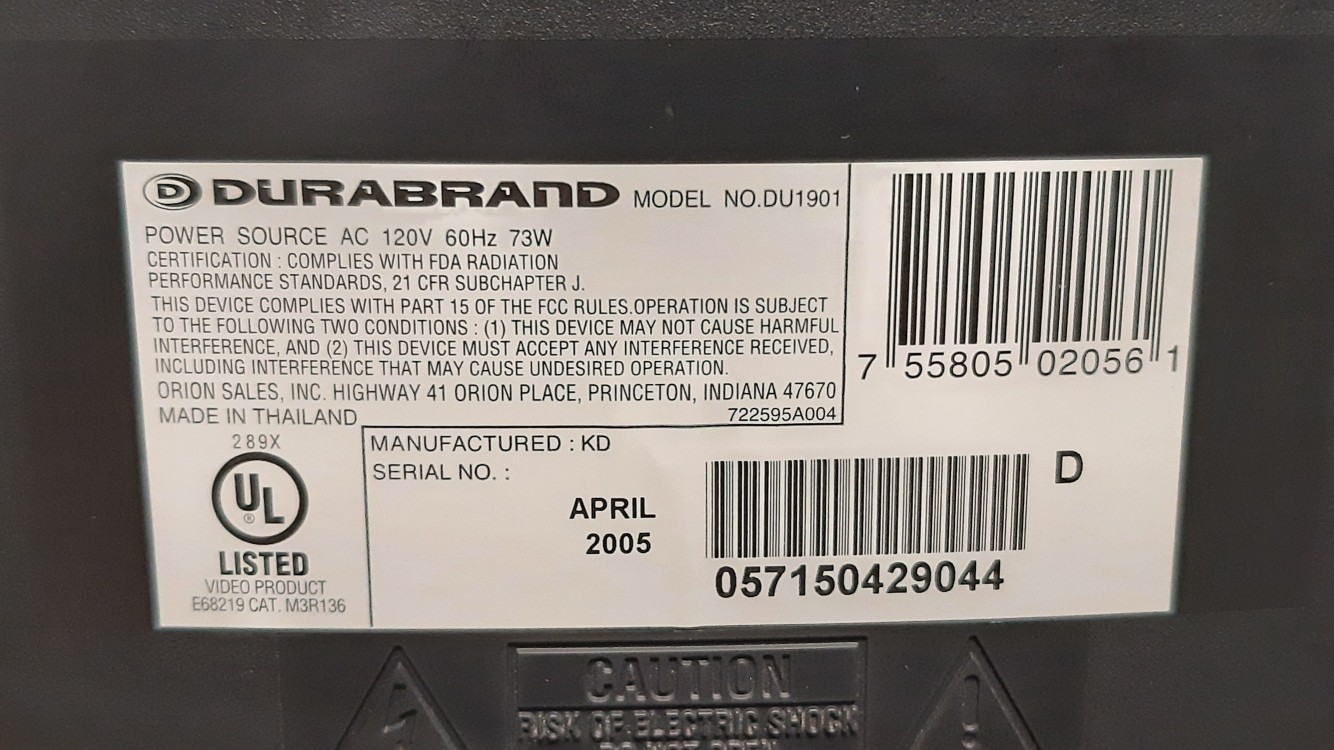 D DURABRAND MODEL NO.DU1901
POWER SOURCE AC 120V 60Hz 73W
CERTIFICATION : COMPLIES WITH FDA RADIATION
PERFORMANCE STANDARDS, 21 CFR SUBCHAPTER J.
THIS DEVICE COMPLIES WITH PART 15 OF THE FCC RULES.OPERATION IS SUBJECT
TO THE FOLLOWING TWO CONDITIONS : (1) THIS DEVICE MAY NOT CAUSE HARMFUL
INTERFERENCE, AND (2) THIS DEVICE MUST ACCEPT ANY INTERFERENCE RECEIVED,
INCLUDING INTERFERENCE THAT MAY CAUSE UNDESIRED OPERATION.
ORION SALES, INC. HIGHWAY 41 ORION PLACE, PRINCETON, INDIANA 47670
MADE IN THAILAND 722595A004
7 55805 02056 1
289X
UL ®
LISTED
VIDEO PRODUCT
E68219 CAT. M3R136
MANUFACTURED : KD
SERIAL NO. :
APRIL
2005
D
057150429044
CAUTION
RISK OF ELECTRIC SHOCK
DO NOT OPEN